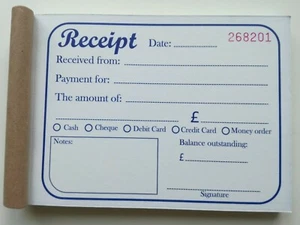 Receipt Date: 268201
Received from:
Payment for:
The amount of:
£
Cash Cheque Debit Card Credit Card Money order
Notes: Balance outstanding:
£
Signature